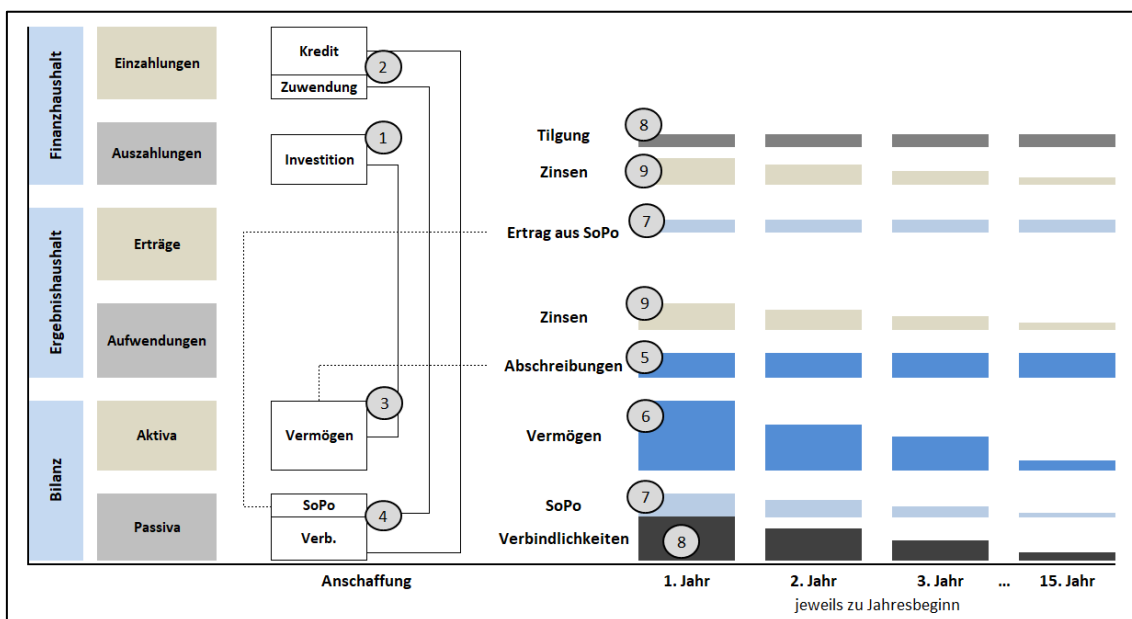 Finanzhaushalt
Einzahlungen
Kredit
2
Zuwendung
Auszahlungen
1
Investition
Tilgung
8
Zinsen
9
Ergebnishaushalt
Erträge
Ertrag aus SoPo
7
Aufwendungen
Zinsen
9
Abschreibungen
5
Bilanz
Aktiva
3
Vermögen
Vermögen
6
Passiva
SoPo
4
Verb.
SoPo
7
Verbindlichkeiten
8
Anschaffung
1. Jahr
2. Jahr
3. Jahr
...
15. Jahr
jeweils zu Jahresbeginn